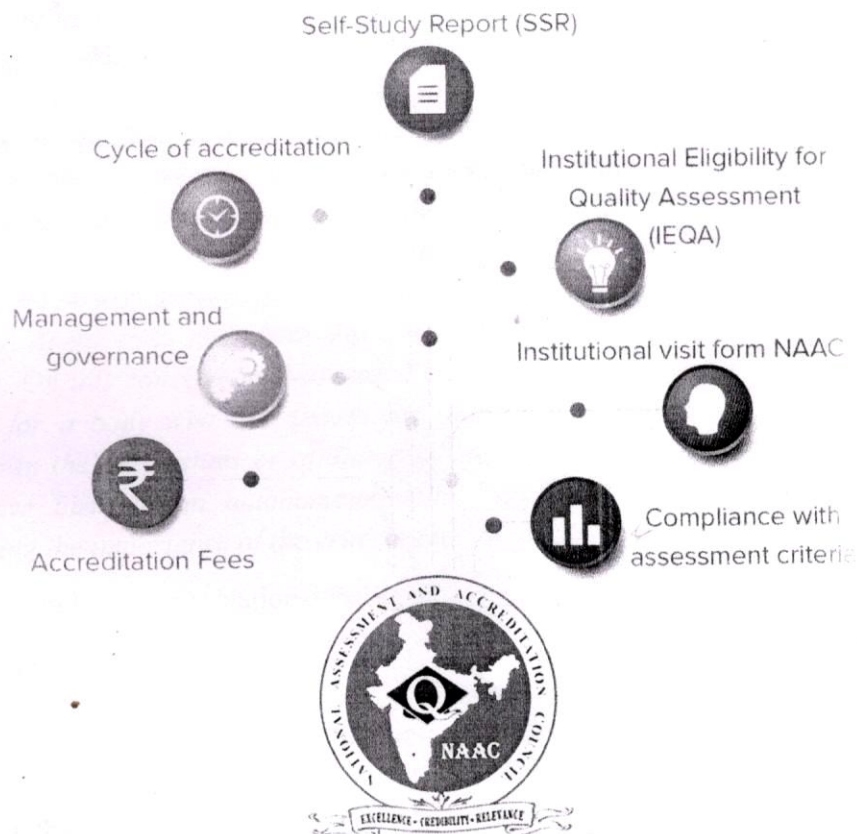 Self-Study Report (SSR)
Cycle of accreditation
Institutional Eligibility for
Quality Assessment
(IEQA)
Management and
governance
Institutional visit form NAAC
₹
Compliance with
assessment criteria
Accreditation Fees
NATIONAL ASSESSMENT AND ACCREDITATION COUNCIL
Q
NAAC
EXCELLENCE - CREDIBILITY - RELEVANCE